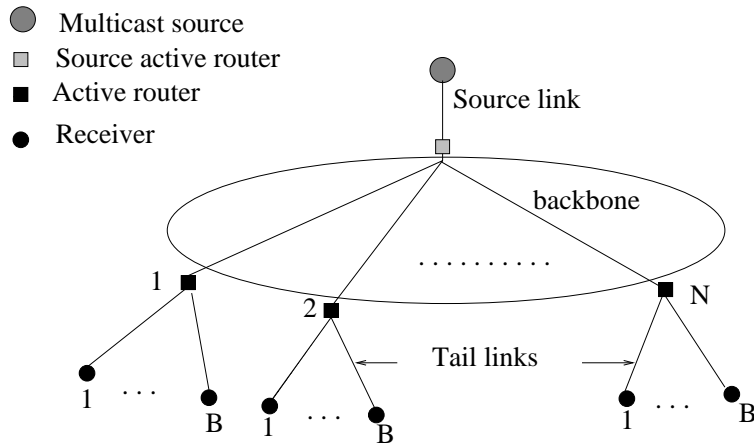 Multicast source
Source active router
Active router
Receiver
Source link
backbone
. . . . . . . . . .
1
2
N
Tail links
1
. . .
B
1
. . .
B
1
. . .
B